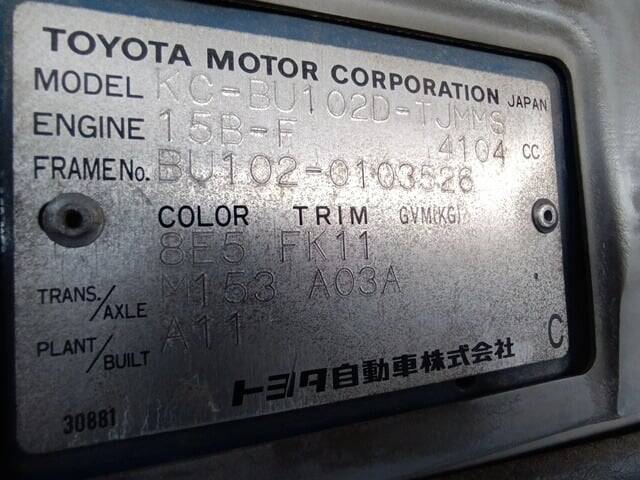 TOYOTA MOTOR CORPORATION JAPAN
MODEL KC-BU102D-TJMMS
ENGINE 15B-F 4104 CC
FRAME No. BU102-0103526
COLOR TRIM GVM(KG)
8E5 FK11
TRANS./AXLE M153 A03A
PLANT/BUILT A11
C
トヨタ自動車株式会社
30881